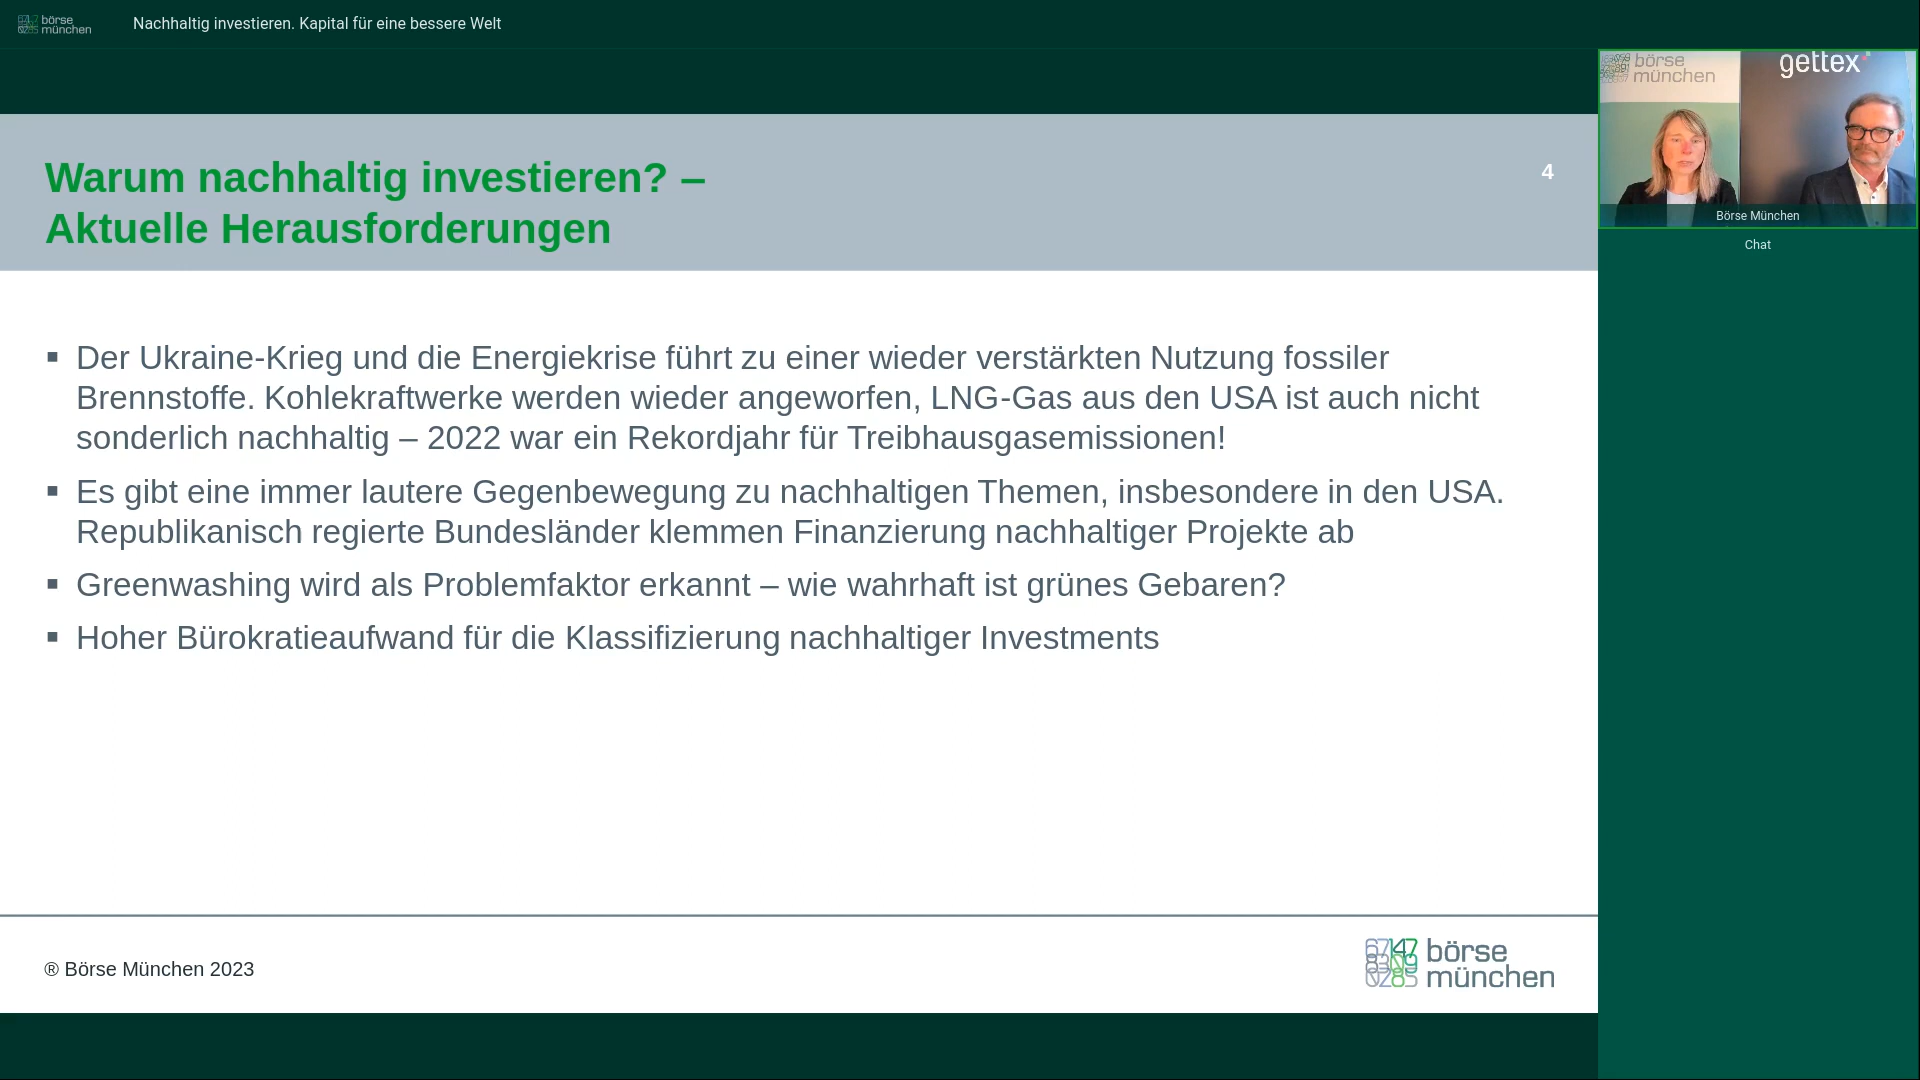 börse
münchen
Nachhaltig investieren. Kapital für eine bessere Welt
börse
münchen
gettex
Börse München
Chat
Warum nachhaltig investieren? –
Aktuelle Herausforderungen
4
▪ Der Ukraine-Krieg und die Energiekrise führt zu einer wieder verstärkten Nutzung fossiler
Brennstoffe. Kohlekraftwerke werden wieder angeworfen, LNG-Gas aus den USA ist auch nicht
sonderlich nachhaltig – 2022 war ein Rekordjahr für Treibhausgasemissionen!
▪ Es gibt eine immer lautere Gegenbewegung zu nachhaltigen Themen, insbesondere in den USA.
Republikanisch regierte Bundesländer klemmen Finanzierung nachhaltiger Projekte ab
▪ Greenwashing wird als Problemfaktor erkannt – wie wahrhaft ist grünes Gebaren?
▪ Hoher Bürokratieaufwand für die Klassifizierung nachhaltiger Investments
® Börse München 2023
börse
münchen